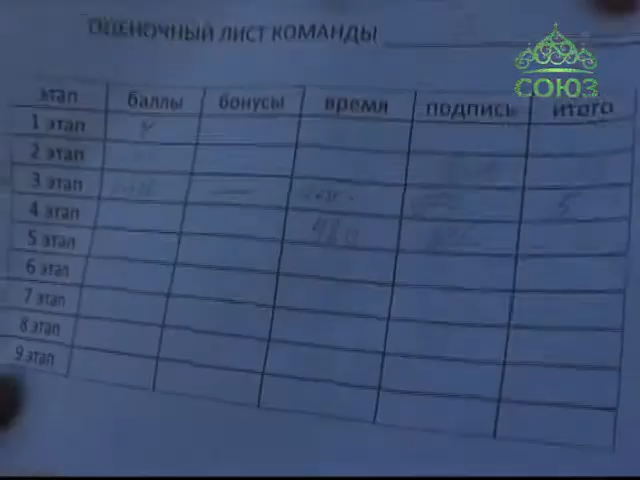 ОЦЕНОЧНЫЙ ЛИСТ КОМАНДЫ
СОЮЗ
этап баллы бонусы время подпись итого
1 этап
2 этап
3 этап 5
4 этап
5 этап
6 этап
7 этап
8 этап
9 этап